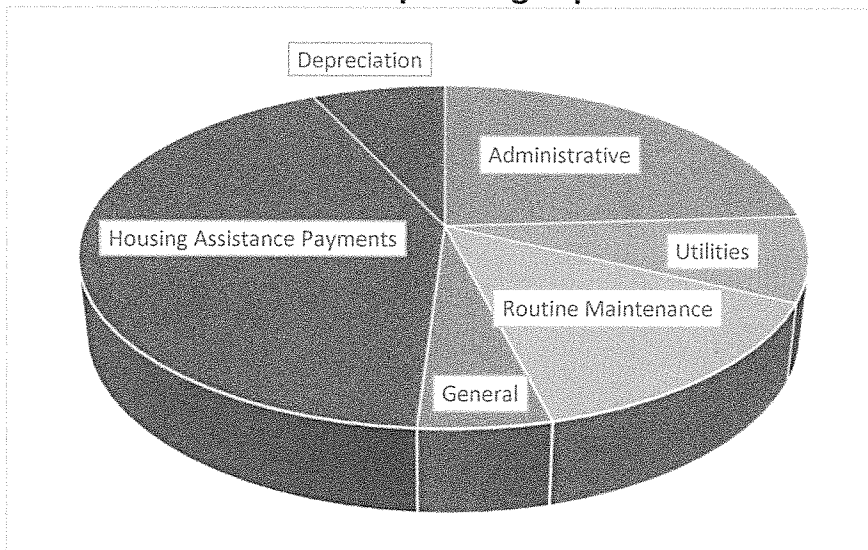 Depreciation
Administrative
Housing Assistance Payments
Utilities
Routine Maintenance
General